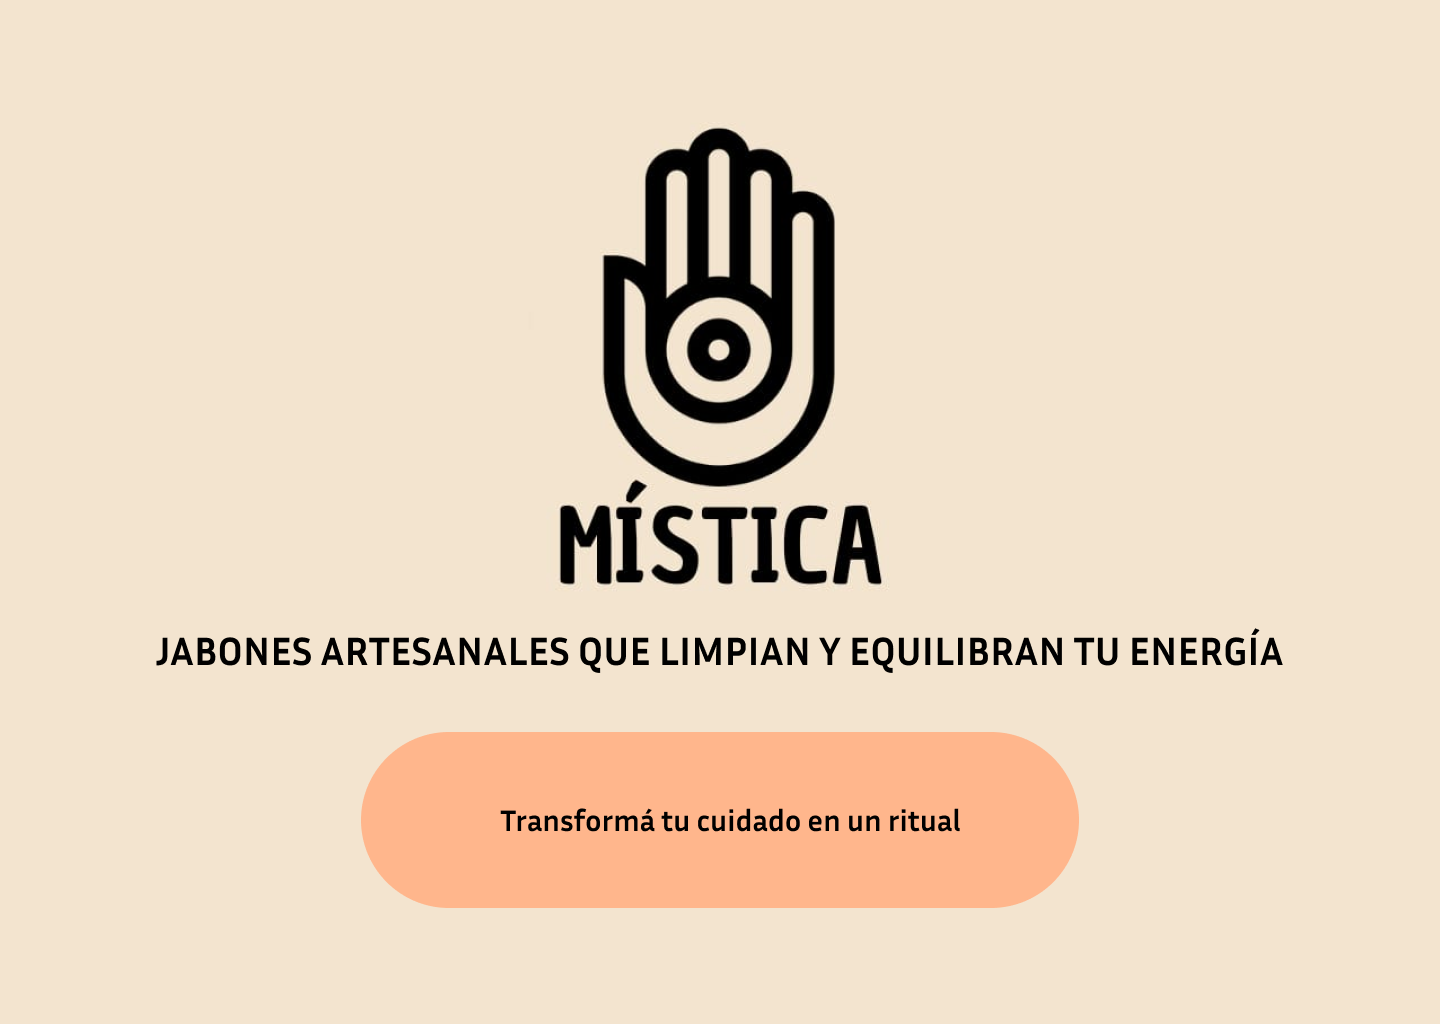 MÍSTICA
JABONES ARTESANALES QUE LIMPIAN Y EQUILIBRAN TU ENERGÍA
Transformá tu cuidado en un ritual